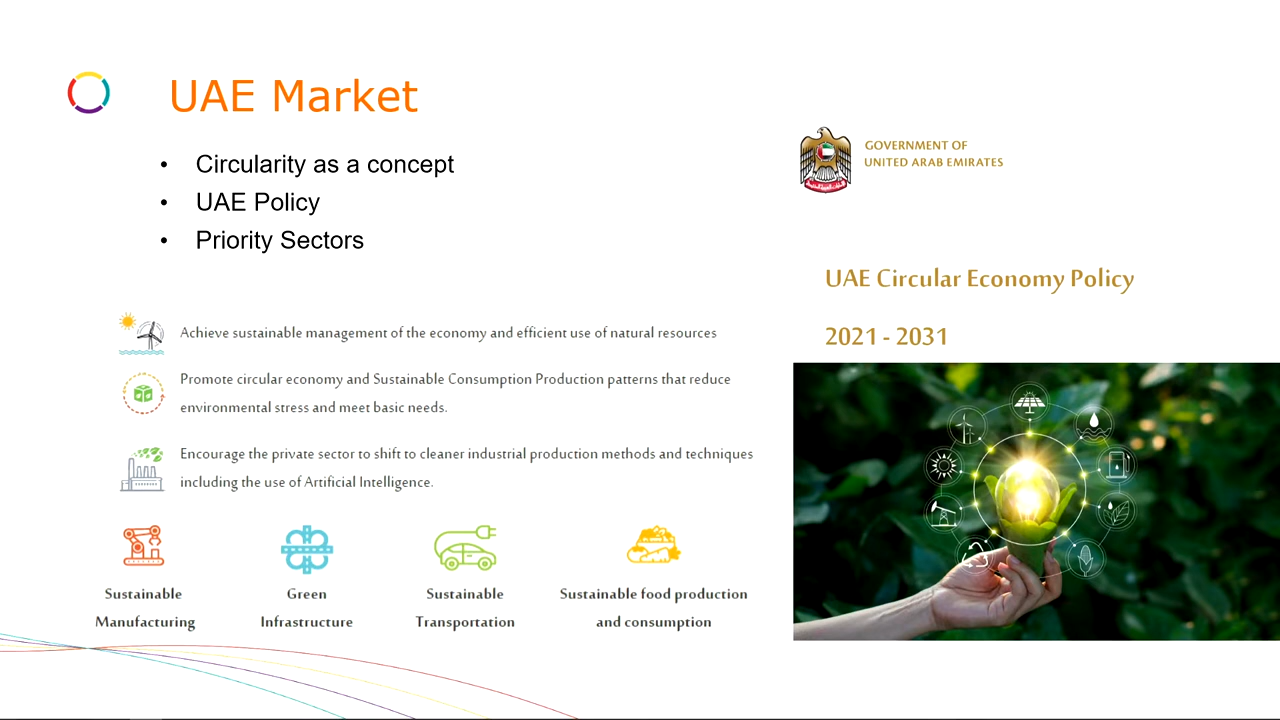 UAE Market
• Circularity as a concept
• UAE Policy
• Priority Sectors
Achieve sustainable management of the economy and efficient use of natural resources
Promote circular economy and Sustainable Consumption Production patterns that reduce
environmental stress and meet basic needs.
Encourage the private sector to shift to cleaner industrial production methods and techniques
including the use of Artificial Intelligence.
Sustainable
Manufacturing
Green
Infrastructure
Sustainable
Transportation
Sustainable food production
and consumption
GOVERNMENT OF
UNITED ARAB EMIRATES
UAE Circular Economy Policy
2021 - 2031